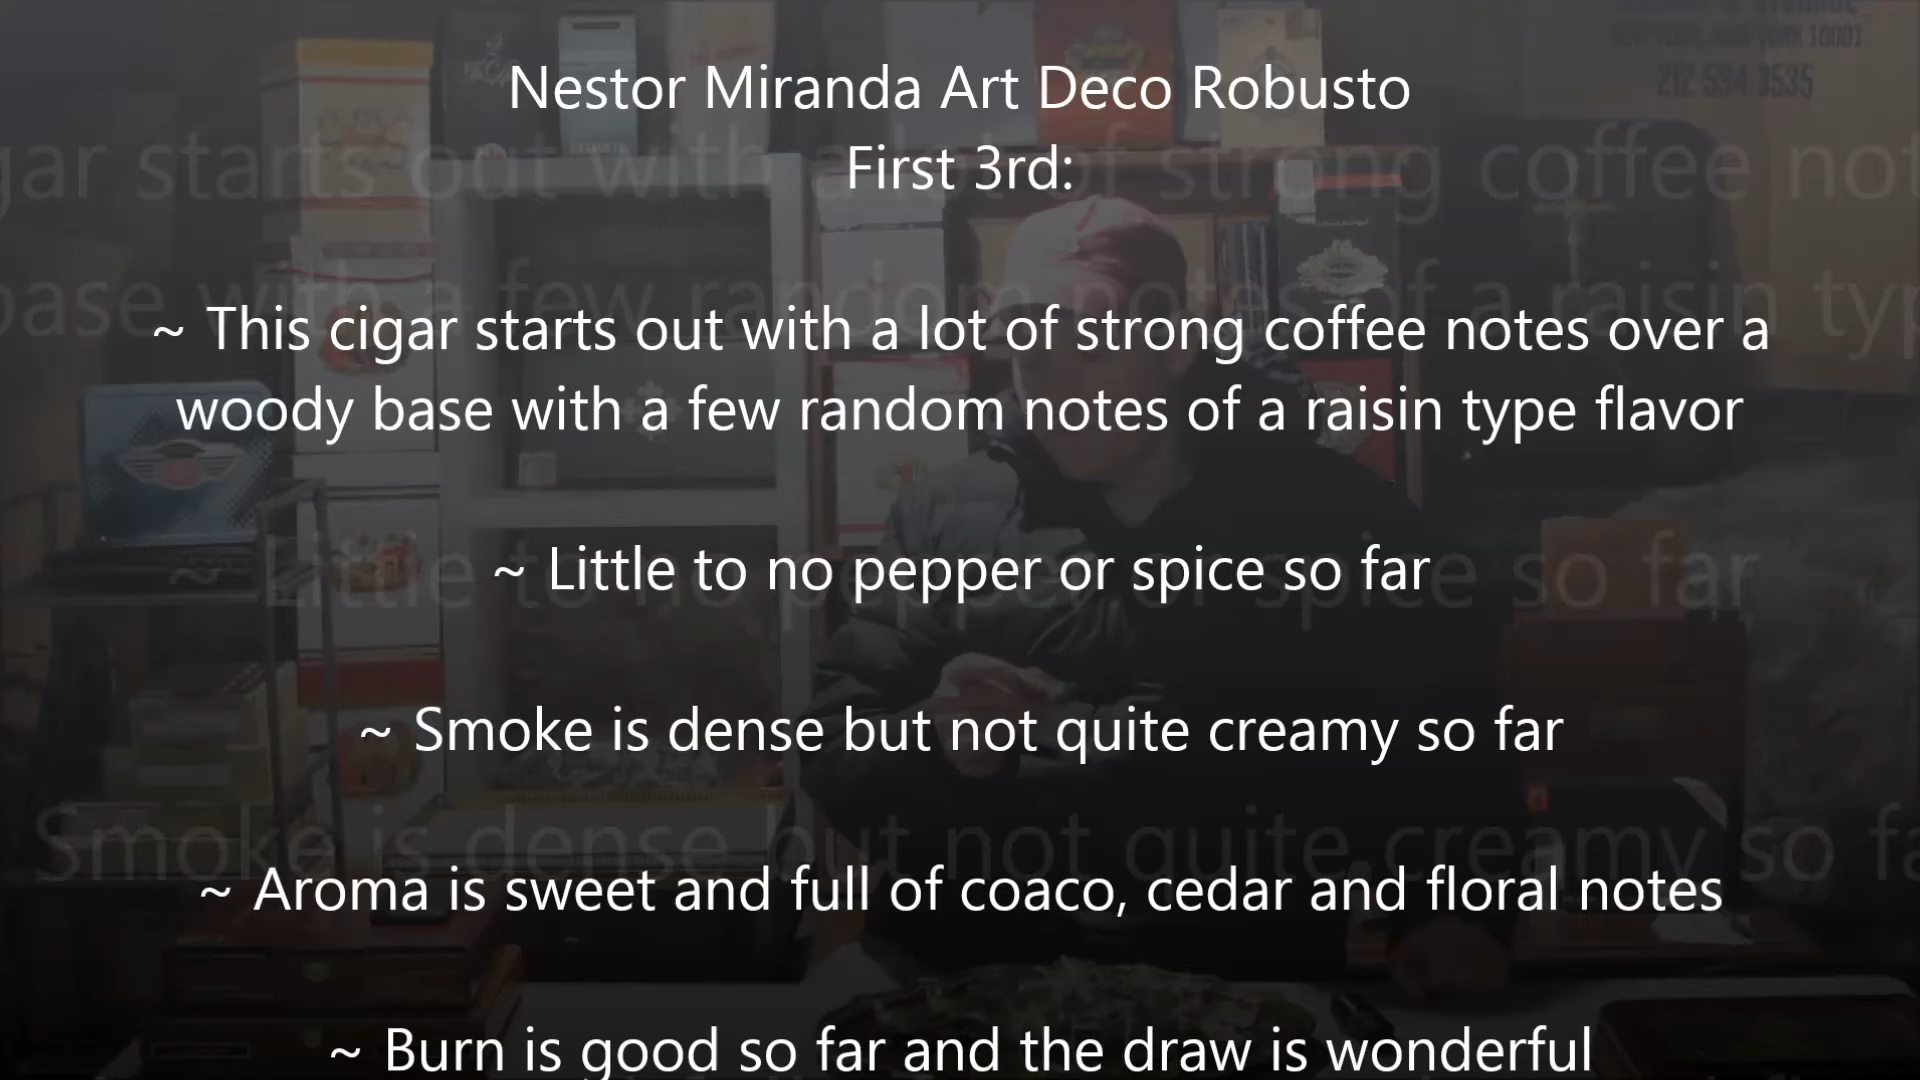 Nestor Miranda Art Deco Robusto
First 3rd:
~ This cigar starts out with a lot of strong coffee notes over a
woody base with a few random notes of a raisin type flavor
~ Little to no pepper or spice so far
~ Smoke is dense but not quite creamy so far
~ Aroma is sweet and full of coaco, cedar and floral notes
~ Burn is good so far and the draw is wonderful
212-594-3535